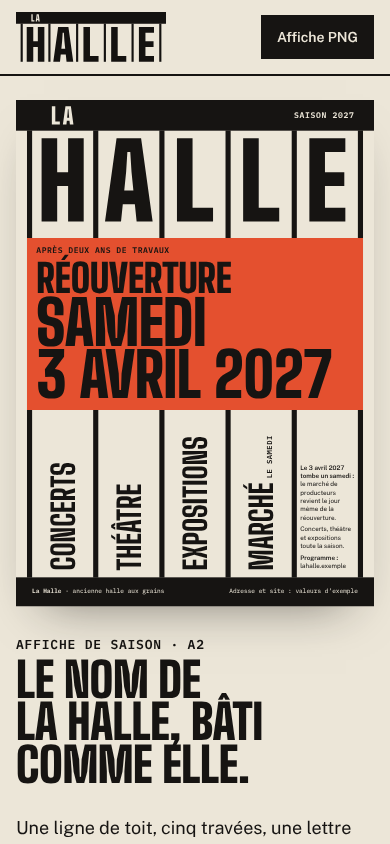 LA
HALLE
Affiche PNG
LA
SAISON 2027
HALLE
APRÈS DEUX ANS DE TRAVAUX
RÉOUVERTURE
SAMEDI
3 AVRIL 2027
CONCERTS
THÉÂTRE
EXPOSITIONS
MARCHÉ LE SAMEDI
Le 3 avril 2027
tombe un samedi :
le marché de
producteurs
revient le jour
même de la
réouverture.
Concerts, théâtre
et expositions
toute la saison.
Programme :
lahalle.exemple
La Halle · ancienne halle aux grains
Adresse et site : valeurs d'exemple
AFFICHE DE SAISON · A2
LE NOM DE
LA HALLE, BÂTI
COMME ELLE.
Une ligne de toit, cinq travées, une lettre